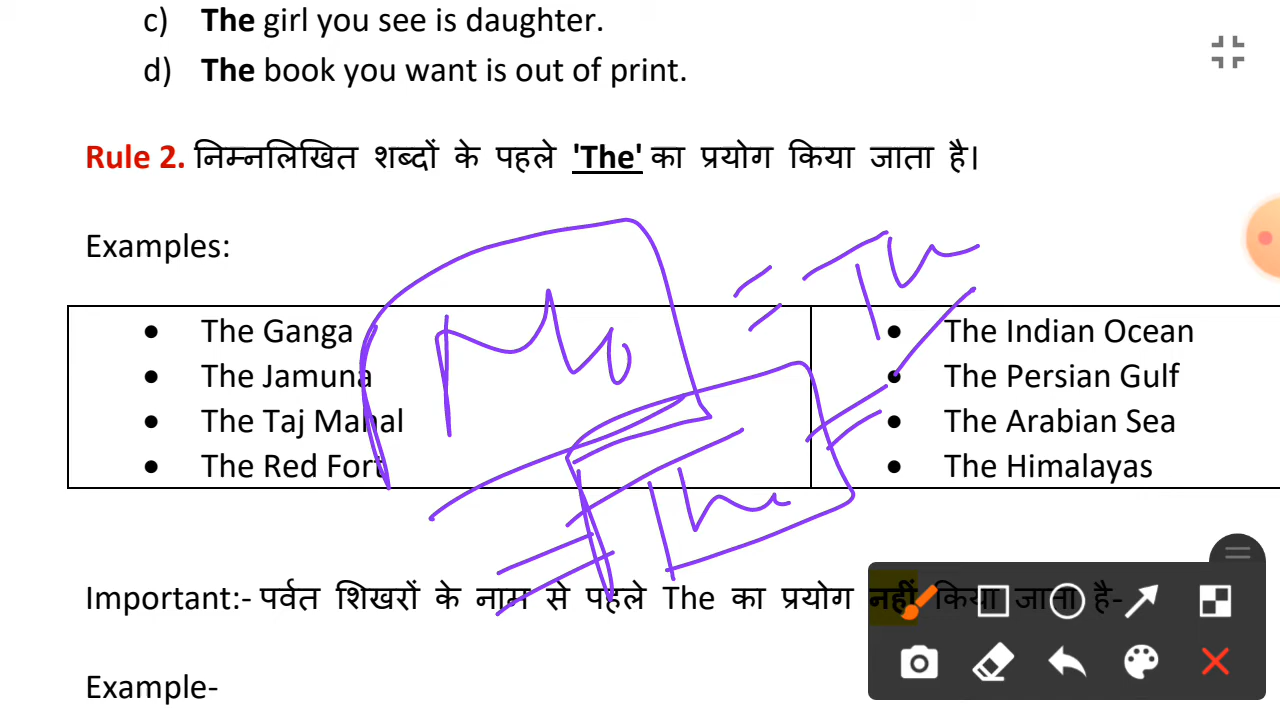 c) The girl you see is daughter.
d) The book you want is out of print.
Rule 2. निम्नलिखित शब्दों के पहले 'The' का प्रयोग किया जाता है।
Examples:
• The Ganga
• The Jamuna
• The Taj Mahal
• The Red Fort
• The Indian Ocean
• The Persian Gulf
• The Arabian Sea
• The Himalayas
= The
The
Important:- पर्वत शिखरों के नाम से पहले The का प्रयोग नहीं किया जाता है-
Example-